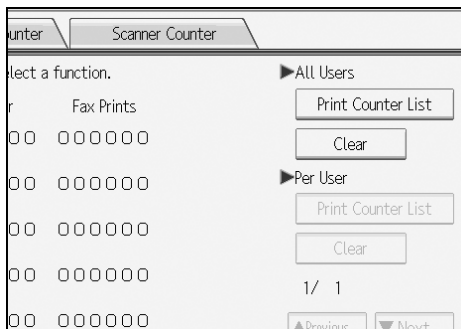 unter Scanner Counter
lect a function. ▶All Users
r Fax Prints Print Counter List
00 000000 Clear
00 000000 ▶Per User
Print Counter List
00 000000 Clear
00 000000 1/ 1
00 000000 ▲Previous ▼Next